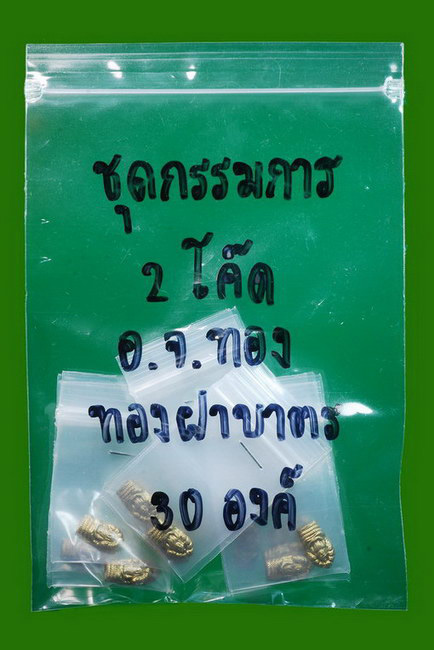 ชุดกรรมการ
2 โค๊ด
อ.จ.ทอง
ทองฝาบาตร
30 องค์